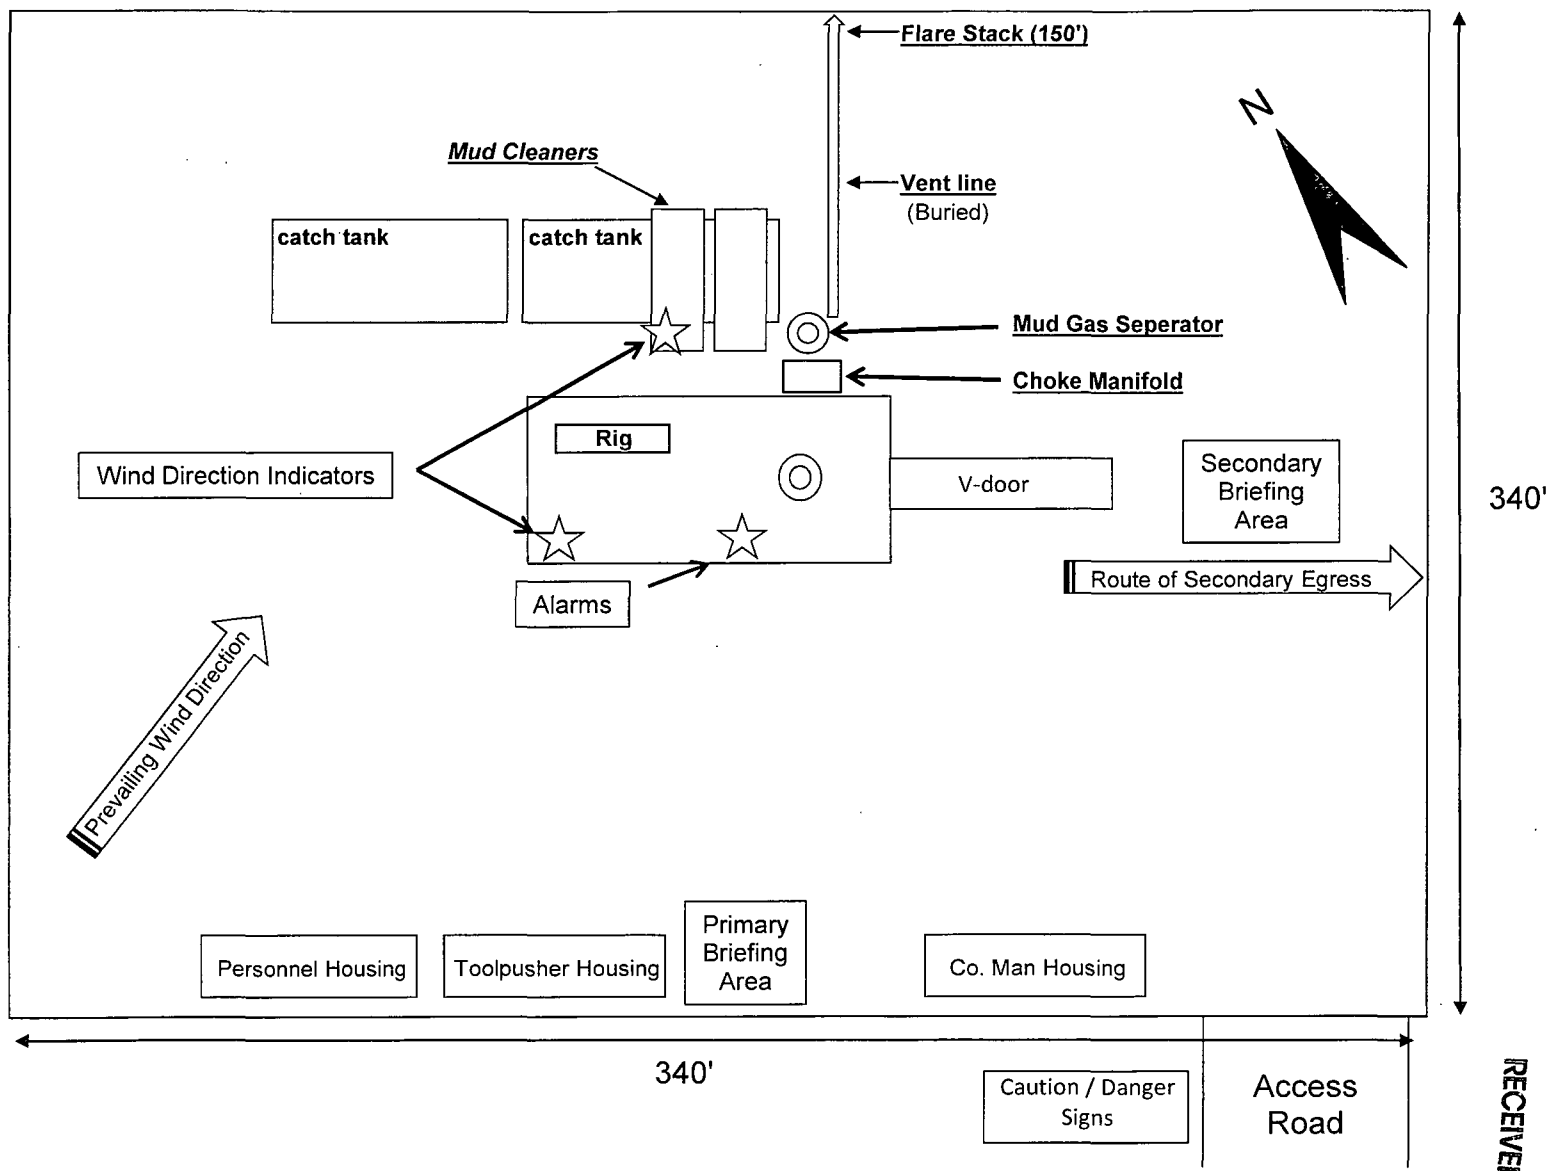 Flare Stack (150')
N
Mud Cleaners
Vent line
(Buried)
catch tank
catch tank
Mud Gas Seperator
Choke Manifold
Rig
Wind Direction Indicators
V-door
Secondary
Briefing
Area
340'
Route of Secondary Egress
Alarms
Prevailing Wind Direction
Primary
Briefing
Area
Personnel Housing
Toolpusher Housing
Co. Man Housing
340'
Caution / Danger
Signs
Access
Road